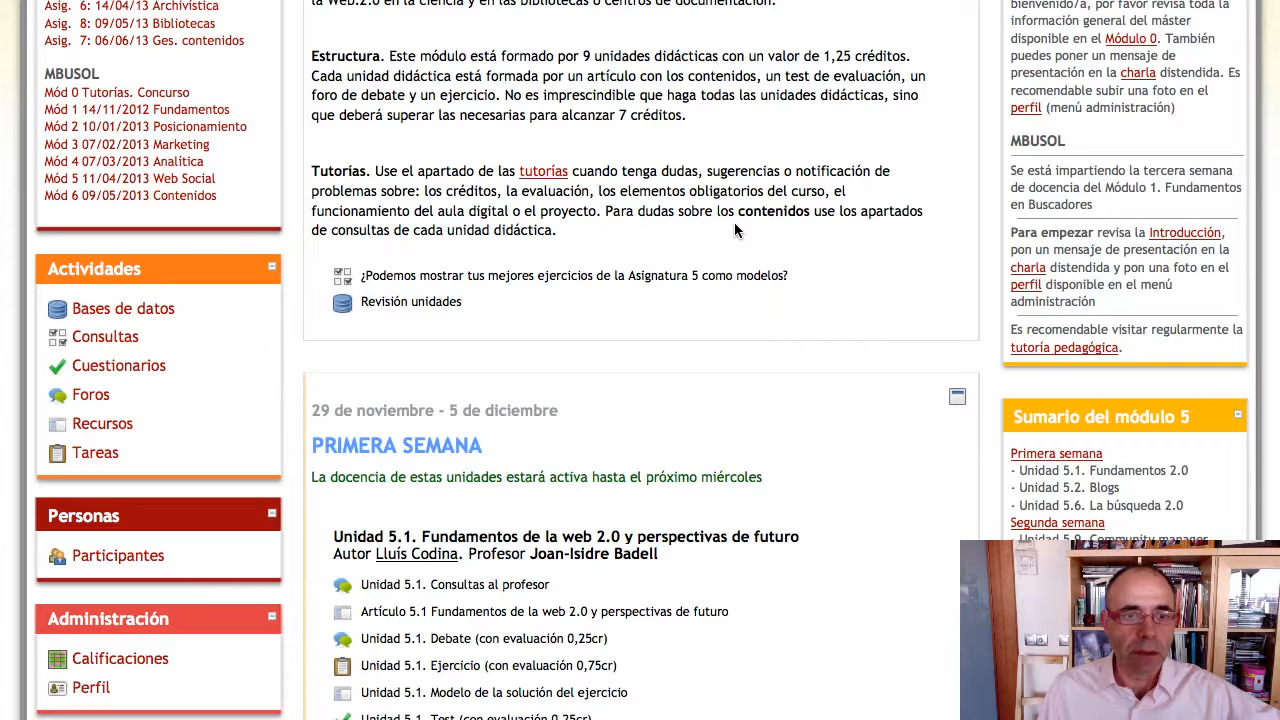 Asig. 6: 14/04/13 Archivística
Asig. 8: 09/05/13 Bibliotecas
Asig. 7: 06/06/13 Ges. contenidos
MBUSOL
Mód 0 Tutorías. Concurso
Mód 1 14/11/2012 Fundamentos
Mód 2 10/01/2013 Posicionamiento
Mód 3 07/02/2013 Marketing
Mód 4 07/03/2013 Analítica
Mód 5 11/04/2013 Web Social
Mód 6 09/05/2013 Contenidos
Actividades
Bases de datos
Consultas
Cuestionarios
Foros
Recursos
Tareas
Personas
Participantes
Administración
Calificaciones
Perfil
la Web.2.0 en la ciencia y en las bibliotecas o centros de documentación.
Estructura. Este módulo está formado por 9 unidades didácticas con un valor de 1,25 créditos.
Cada unidad didáctica está formada por un artículo con los contenidos, un test de evaluación, un
foro de debate y un ejercicio. No es imprescindible que haga todas las unidades didácticas, sino
que deberá superar las necesarias para alcanzar 7 créditos.
Tutorías. Use el apartado de las tutorías cuando tenga dudas, sugerencias o notificación de
problemas sobre: los créditos, la evaluación, los elementos obligatorios del curso, el
funcionamiento del aula digital o el proyecto. Para dudas sobre los contenidos use los apartados
de consultas de cada unidad didáctica.
¿Podemos mostrar tus mejores ejercicios de la Asignatura 5 como modelos?
Revisión unidades
29 de noviembre - 5 de diciembre
PRIMERA SEMANA
La docencia de estas unidades estará activa hasta el próximo miércoles
Unidad 5.1. Fundamentos de la web 2.0 y perspectivas de futuro
Autor Lluís Codina. Profesor Joan-Isidre Badell
Unidad 5.1. Consultas al profesor
Artículo 5.1 Fundamentos de la web 2.0 y perspectivas de futuro
Unidad 5.1. Debate (con evaluación 0,25cr)
Unidad 5.1. Ejercicio (con evaluación 0,75cr)
Unidad 5.1. Modelo de la solución del ejercicio
Unidad 5.1. Test (con evaluación 0,25cr)
bienvenido/a, por favor revisa toda la
información general del máster
disponible en el Módulo 0. También
puedes poner un mensaje de
presentación en la charla distendida. Es
recomendable subir una foto en el
perfil (menú administración)
MBUSOL
Se está impartiendo la tercera semana
de docencia del Módulo 1. Fundamentos
en Buscadores
Para empezar revisa la Introducción,
pon un mensaje de presentación en la
charla distendida y pon una foto en el
perfil disponible en el menú
administración
Es recomendable visitar regularmente la
tutoría pedagógica.
Sumario del módulo 5
Primera semana
- Unidad 5.1. Fundamentos 2.0
- Unidad 5.2. Blogs
- Unidad 5.6. La búsqueda 2.0
Segunda semana
- Unidad 5.9. Community manager